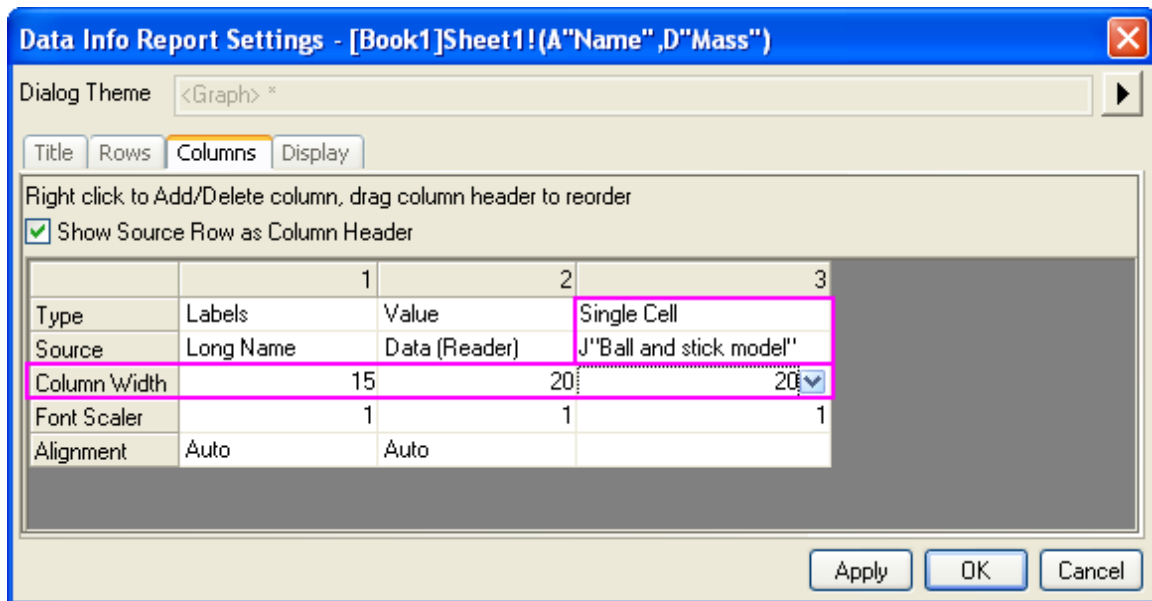 Data Info Report Settings - [Book1]Sheet1!(A"Name",D"Mass")
Dialog Theme <Graph> *
Title Rows Columns Display
Right click to Add/Delete column, drag column header to reorder
Show Source Row as Column Header
1 2 3
Type Labels Value Single Cell
Source Long Name Data (Reader) J"Ball and stick model"
Column Width 15 20 20
Font Scaler 1 1 1
Alignment Auto Auto
Apply OK Cancel